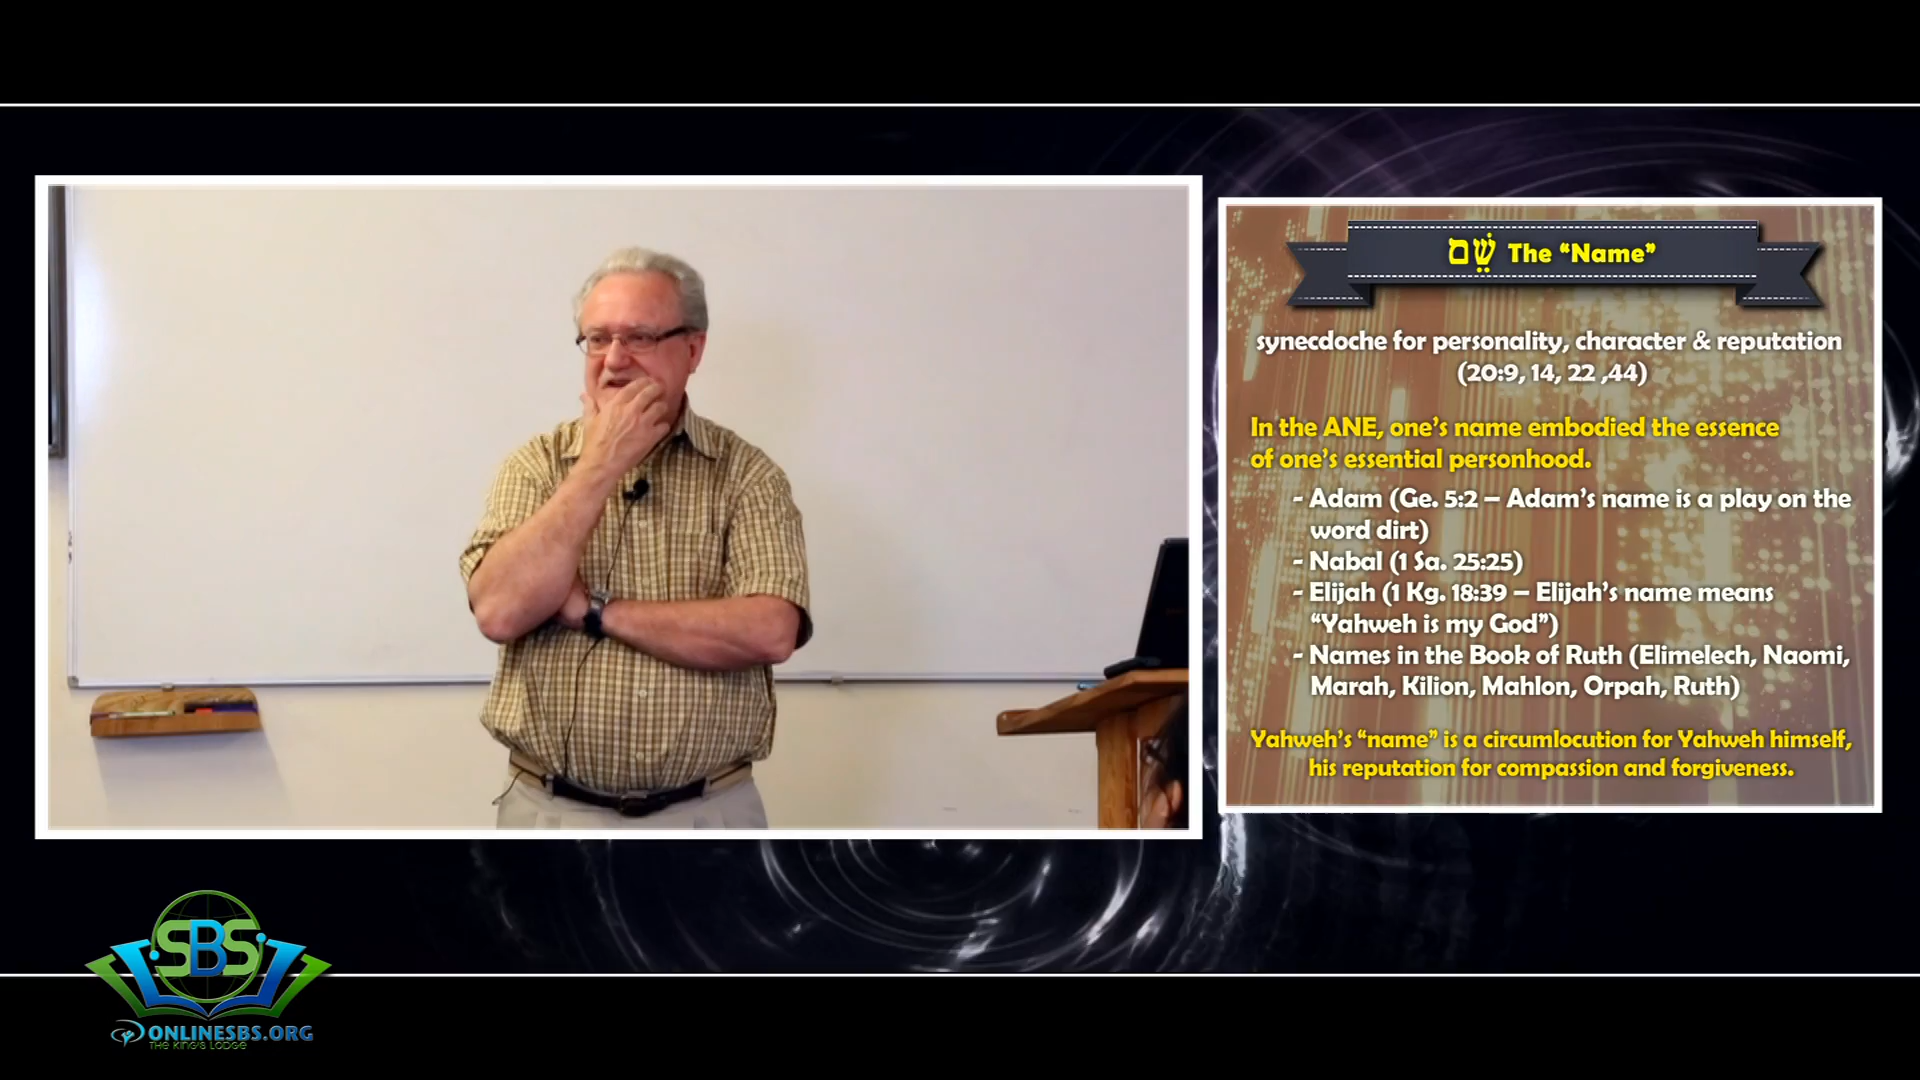 שֵׁם The “Name”
synecdoche for personality, character & reputation
(20:9, 14, 22 ,44)
In the ANE, one’s name embodied the essence
of one’s essential personhood.
- Adam (Ge. 5:2 – Adam’s name is a play on the
word dirt)
- Nabal (1 Sa. 25:25)
- Elijah (1 Kg. 18:39 – Elijah’s name means
“Yahweh is my God”)
- Names in the Book of Ruth (Elimelech, Naomi,
Marah, Kilion, Mahlon, Orpah, Ruth)
Yahweh’s “name” is a circumlocution for Yahweh himself,
his reputation for compassion and forgiveness.
SBS
ONLINESBS.ORG
THE KING'S LODGE